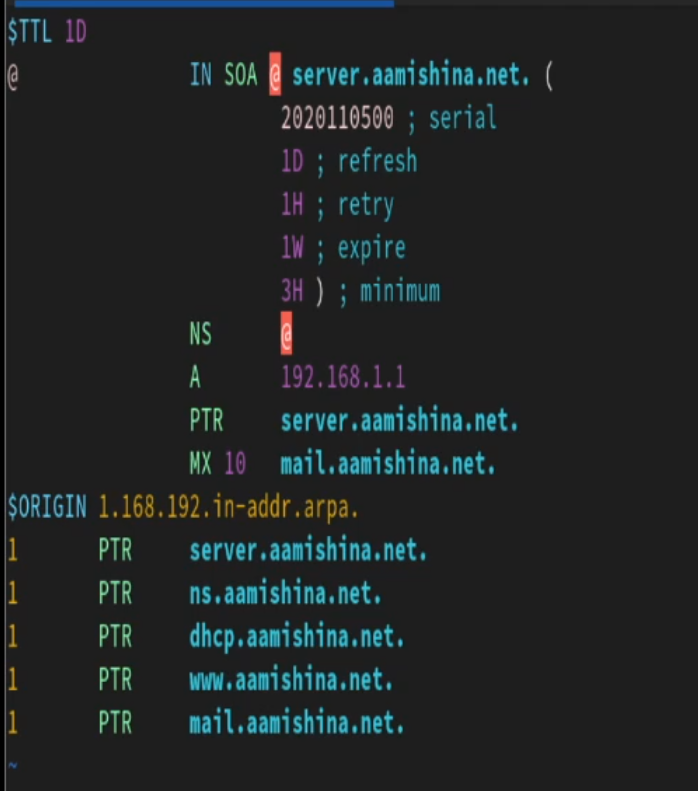 $TTL 1D
@ IN SOA @ server.aamishina.net. (
2020110500 ; serial
1D ; refresh
1H ; retry
1W ; expire
3H ) ; minimum
NS @
A 192.168.1.1
PTR server.aamishina.net.
MX 10 mail.aamishina.net.
$ORIGIN 1.168.192.in-addr.arpa.
1 PTR server.aamishina.net.
1 PTR ns.aamishina.net.
1 PTR dhcp.aamishina.net.
1 PTR www.aamishina.net.
1 PTR mail.aamishina.net.
~